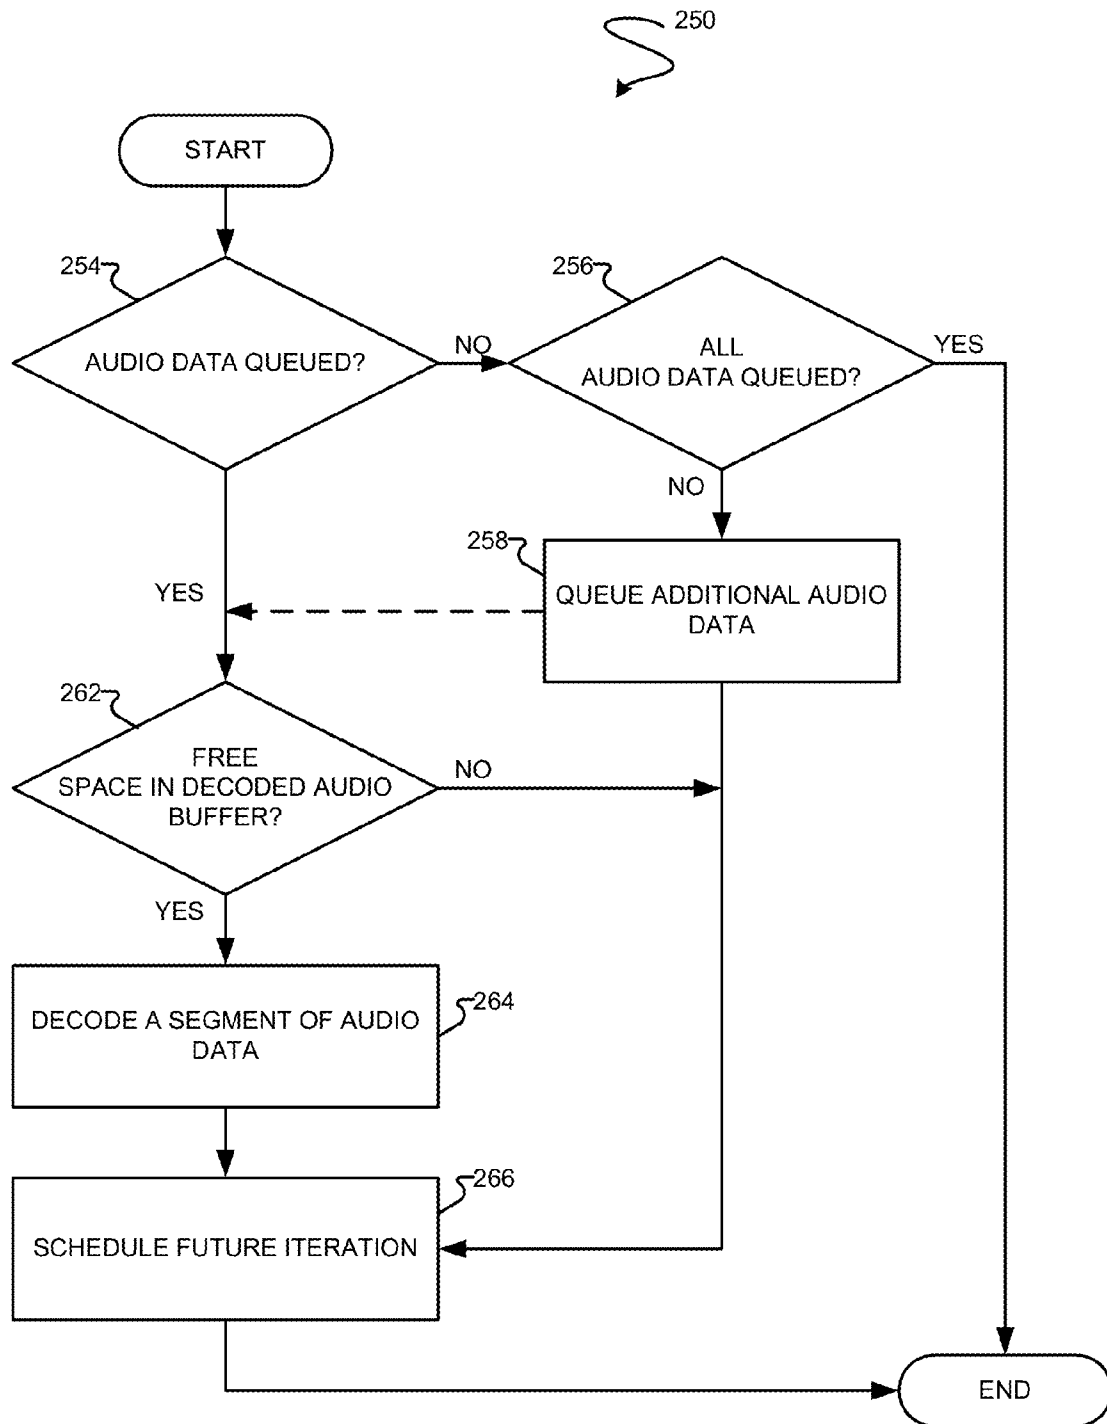 250
START
254
256
AUDIO DATA QUEUED?
NO
ALL
AUDIO DATA QUEUED?
YES
NO
258
YES
QUEUE ADDITIONAL AUDIO
DATA
262
FREE
SPACE IN DECODED AUDIO
BUFFER?
NO
YES
DECODE A SEGMENT OF AUDIO
DATA
264
266
SCHEDULE FUTURE ITERATION
END